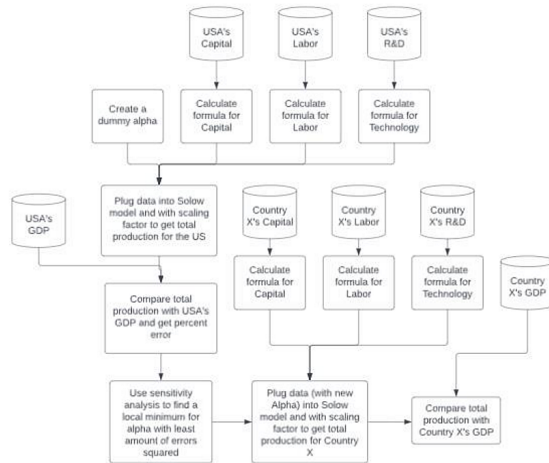 USA's
Capital
USA's
Labor
USA's
R&D
Create a
dummy alpha
Calculate
formula for
Capital
Calculate
formula for
Labor
Calculate
formula for
Technology
USA's
GDP
Plug data into Solow
model and with scaling
factor to get total
production for the US
Country
X's Capital
Country
X's Labor
Country
X's R&D
Calculate
formula for
Capital
Calculate
formula for
Labor
Calculate
formula for
Technology
Country
X's GDP
Compare total
production with USA's
GDP and get percent
error
Use sensitivity
analysis to find a
local minimum for
alpha with least
amount of errors
squared
Plug data (with new
Alpha) into Solow
model and with scaling
factor to get total
production for Country
X
Compare total
production with
Country X's GDP